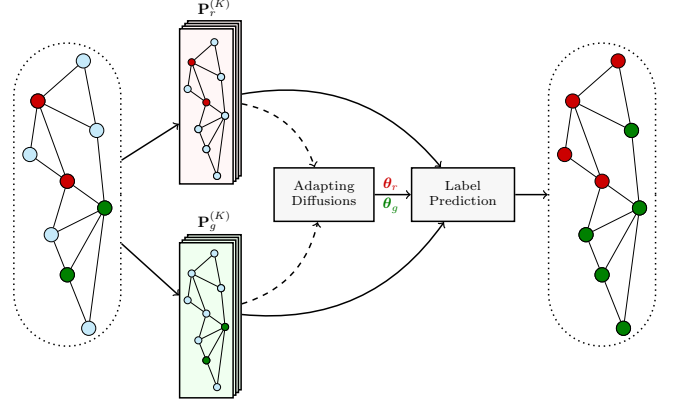 P_r^(K)
Adapting
Diffusions
θ_r
θ_g
Label
Prediction
P_g^(K)